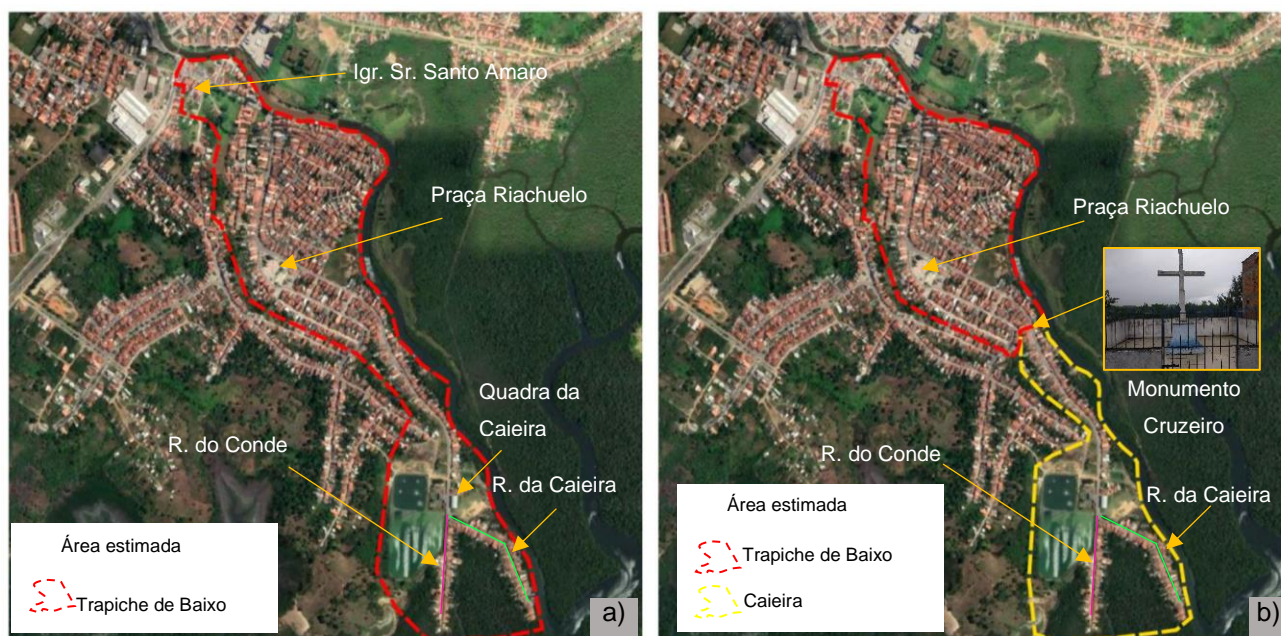 Igr. Sr. Santo Amaro
Praça Riachuelo
Quadra da
Caieira
R. do Conde
R. da Caieira
Área estimada
Trapiche de Baixo
a)
Praça Riachuelo
Monumento
Cruzeiro
R. do Conde
R. da Caieira
Área estimada
Trapiche de Baixo
Caieira
b)